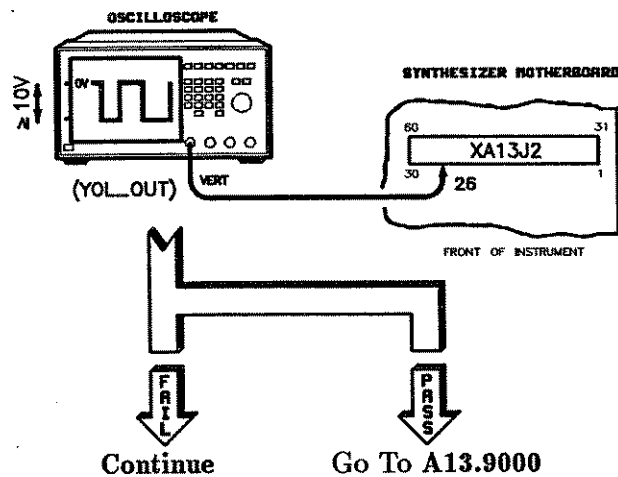 OSCILLOSCOPE
≥ 10V
0V
(YOL_OUT)
VERT
SYNTHESIZER MOTHERBOARD
60
31
XA13J2
30
1
26
FRONT OF INSTRUMENT
FAIL
PASS
Continue
Go To A13.9000